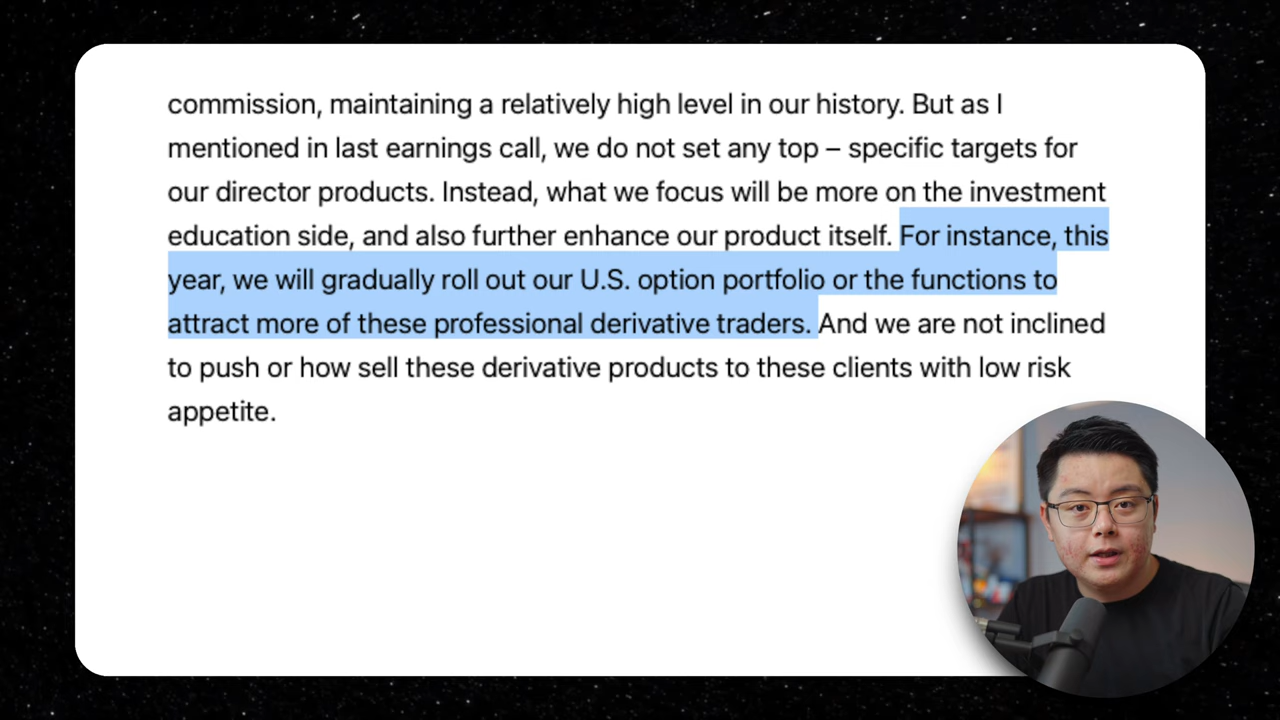 commission, maintaining a relatively high level in our history. But as I
mentioned in last earnings call, we do not set any top – specific targets for
our director products. Instead, what we focus will be more on the investment
education side, and also further enhance our product itself. For instance, this
year, we will gradually roll out our U.S. option portfolio or the functions to
attract more of these professional derivative traders. And we are not inclined
to push or how sell these derivative products to these clients with low risk
appetite.